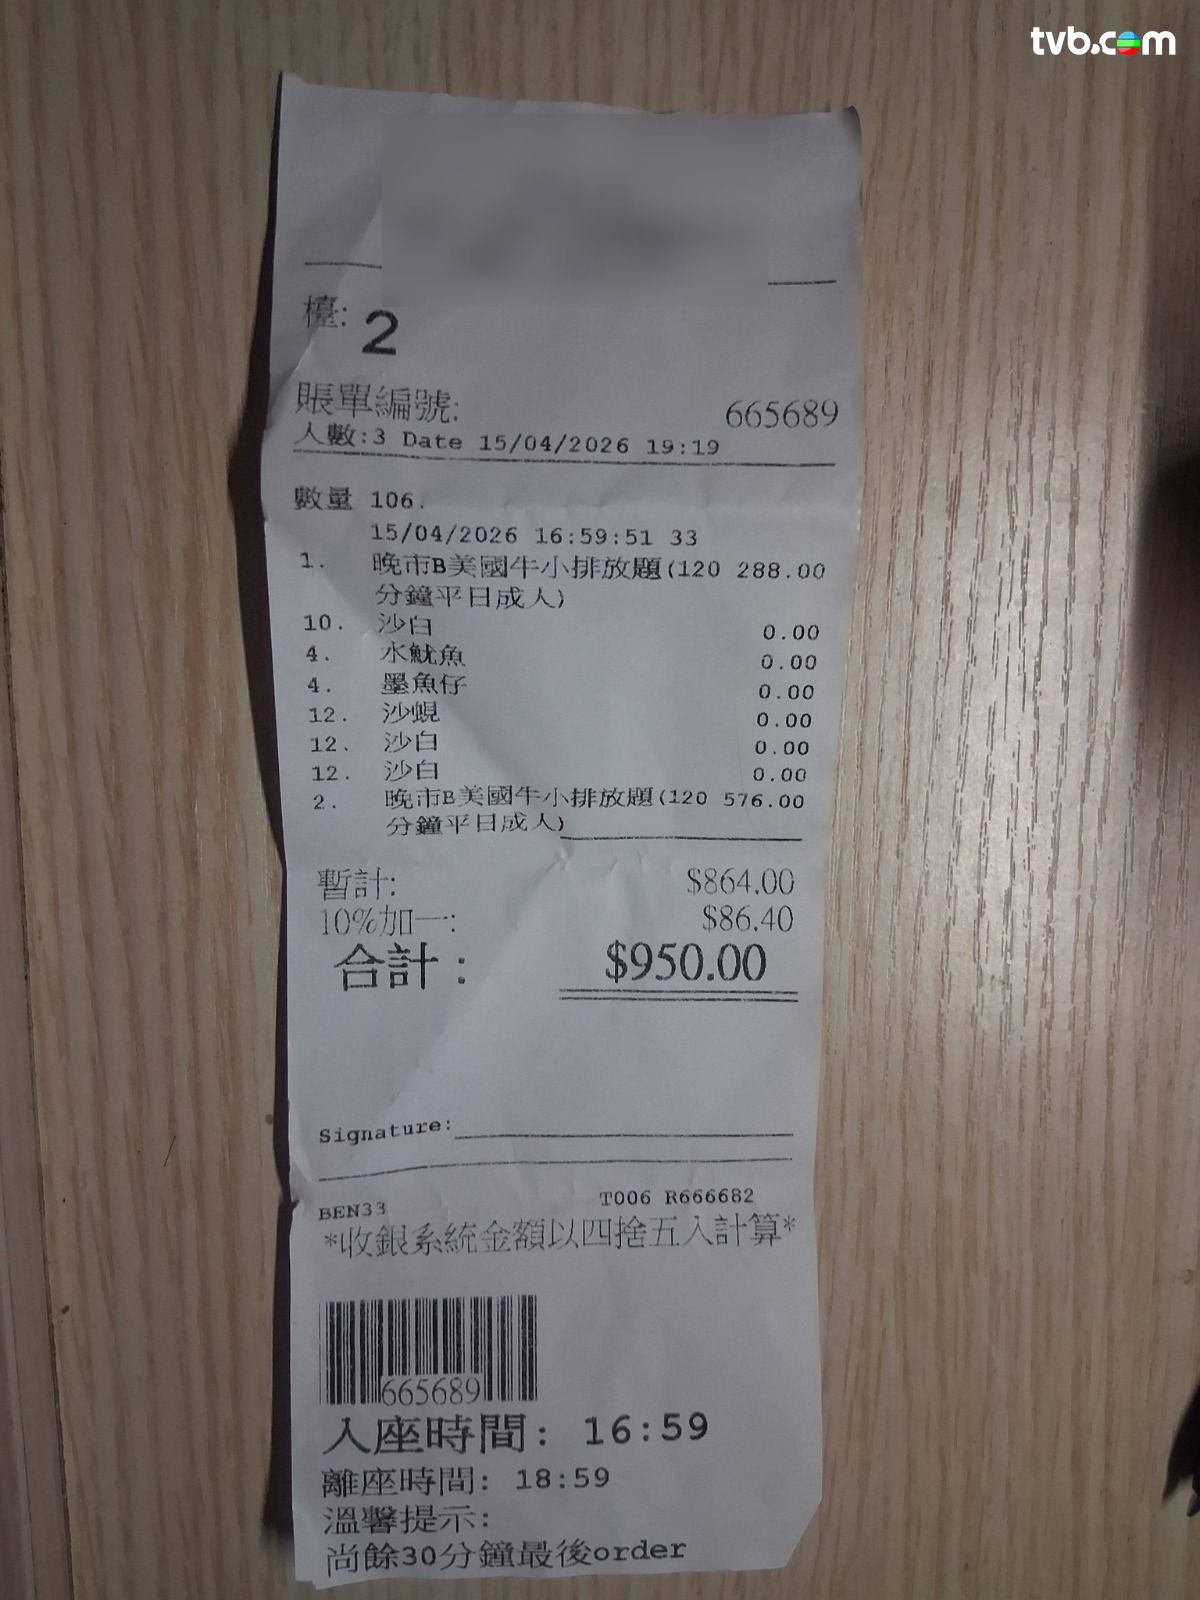 tvb.com
檯: 2
賬單編號: 665689
人數:3 Date 15/04/2026 19:19
數量 106.
15/04/2026 16:59:51 33
1. 晚市B美國牛小排放題(120 288.00
分鐘平日成人)
10. 沙白 0.00
4. 水魷魚 0.00
4. 墨魚仔 0.00
12. 沙蜆 0.00
12. 沙白 0.00
12. 沙白 0.00
2. 晚市B美國牛小排放題(120 576.00
分鐘平日成人)
暫計: $864.00
10%加一: $86.40
合計: $950.00
Signature:
BEN33 T006 R666682
*收銀系統金額以四捨五入計算*
665689
入座時間: 16:59
離座時間: 18:59
溫馨提示:
尚餘30分鐘最後order